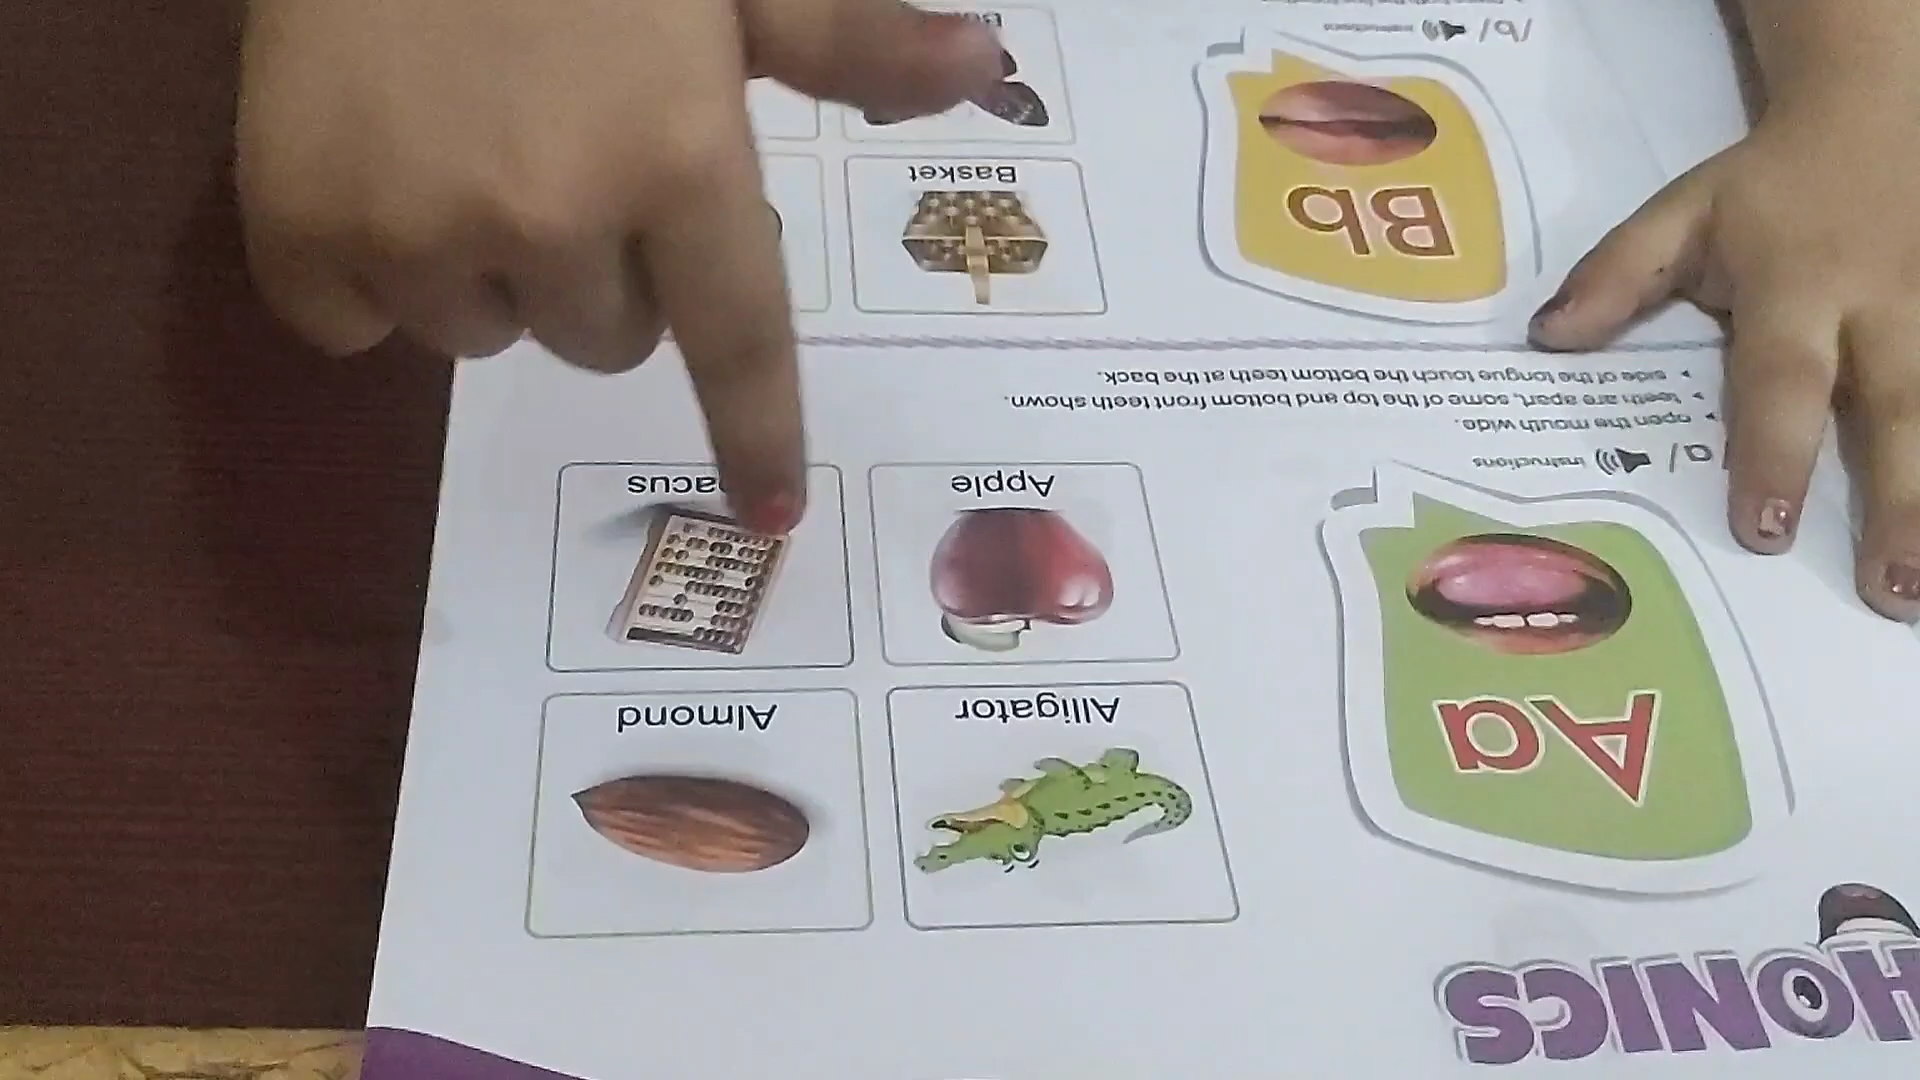 HONICS
Aa
Alligator
Almond
Apple
acus
a/ instructions
open the mouth wide.
teeth are apart, some of the top and bottom front teeth shown.
side of the tongue touch the bottom teeth at the back.
Bb
Basket
/b/ instructions